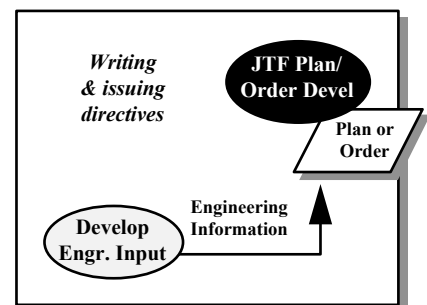 Writing
& issuing
directives
JTF Plan/
Order Devel
Plan or
Order
Engineering
Information
Develop
Engr. Input